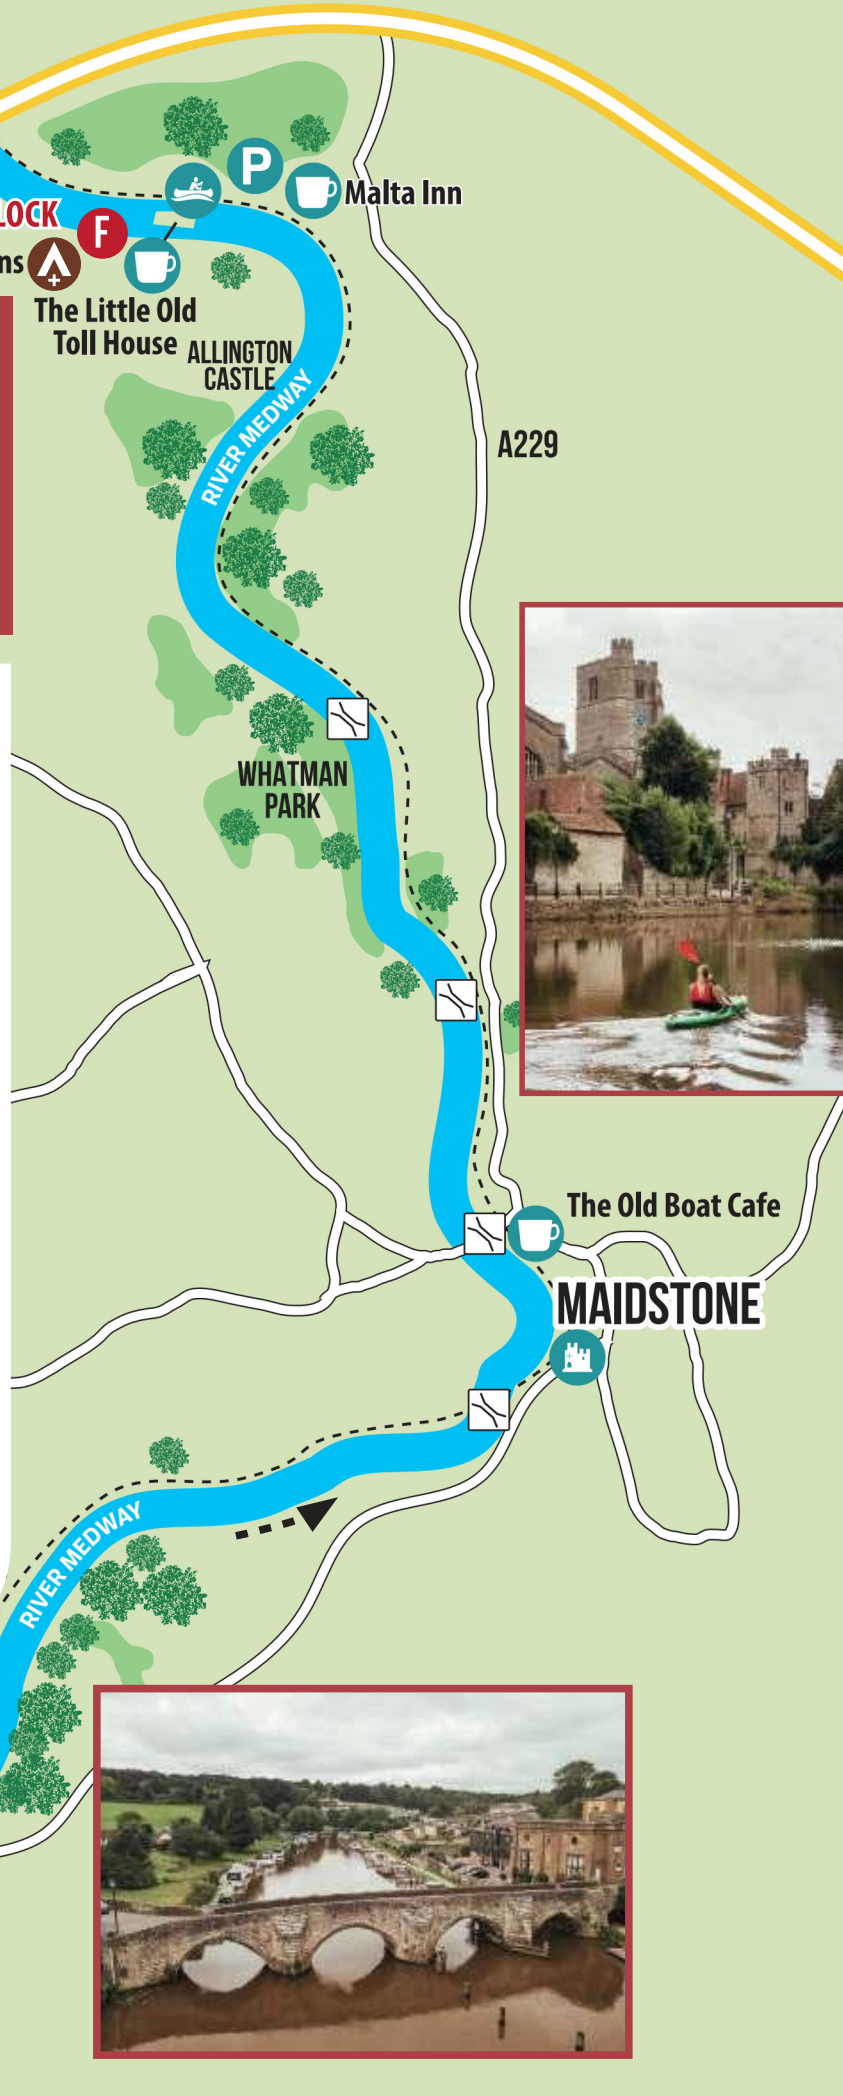 P
Malta Inn
LOCK
F
ns
The Little Old
Toll House
ALLINGTON
CASTLE
RIVER MEDWAY
A229
WHATMAN
PARK
The Old Boat Cafe
MAIDSTONE
RIVER MEDWAY